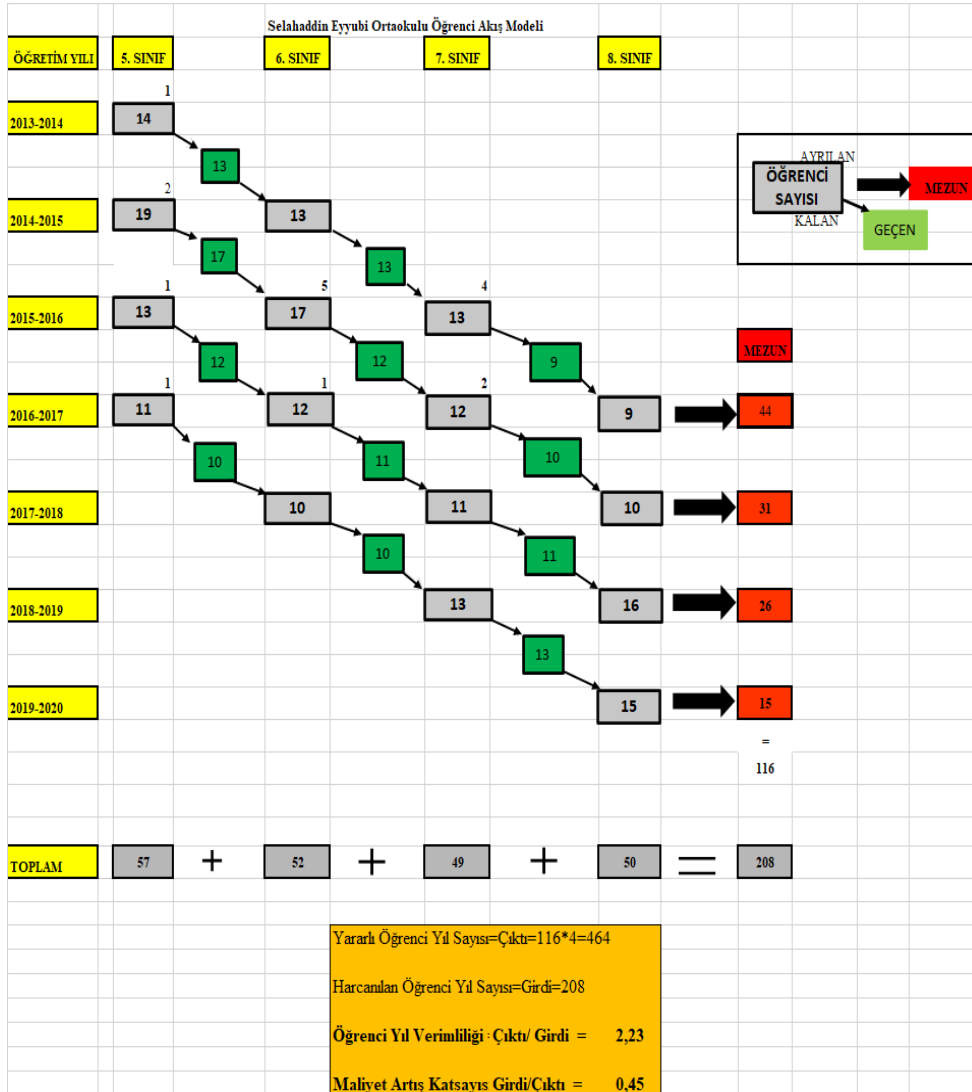 Selahaddin Eyyubi Ortaokulu Öğrenci Akış Modeli
ÖĞRETİM YILI 5. SINIF 6. SINIF 7. SINIF 8. SINIF
1
2013-2014 14
AYRILAN
ÖĞRENCİ SAYISI MEZUN
KALAN GEÇEN
13
2
2014-2015 19 13
17 13
1 5 4
2015-2016 13 17 13
MEZUN
12 12 9
1 1 2
2016-2017 11 12 12 9 44
10 11 10
2017-2018 10 11 10 31
10 11
2018-2019 13 16 26
13
2019-2020 15 15
=
116
TOPLAM 57 + 52 + 49 + 50 = 208
Yararlı Öğrenci Yıl Sayısı=Çıktı=116*4=464
Harcanılan Öğrenci Yıl Sayısı=Girdi=208
Öğrenci Yıl Verimliliği : Çıktı/ Girdi = 2,23
Maliyet Artış Katsayıs Girdi/Çıktı = 0,45